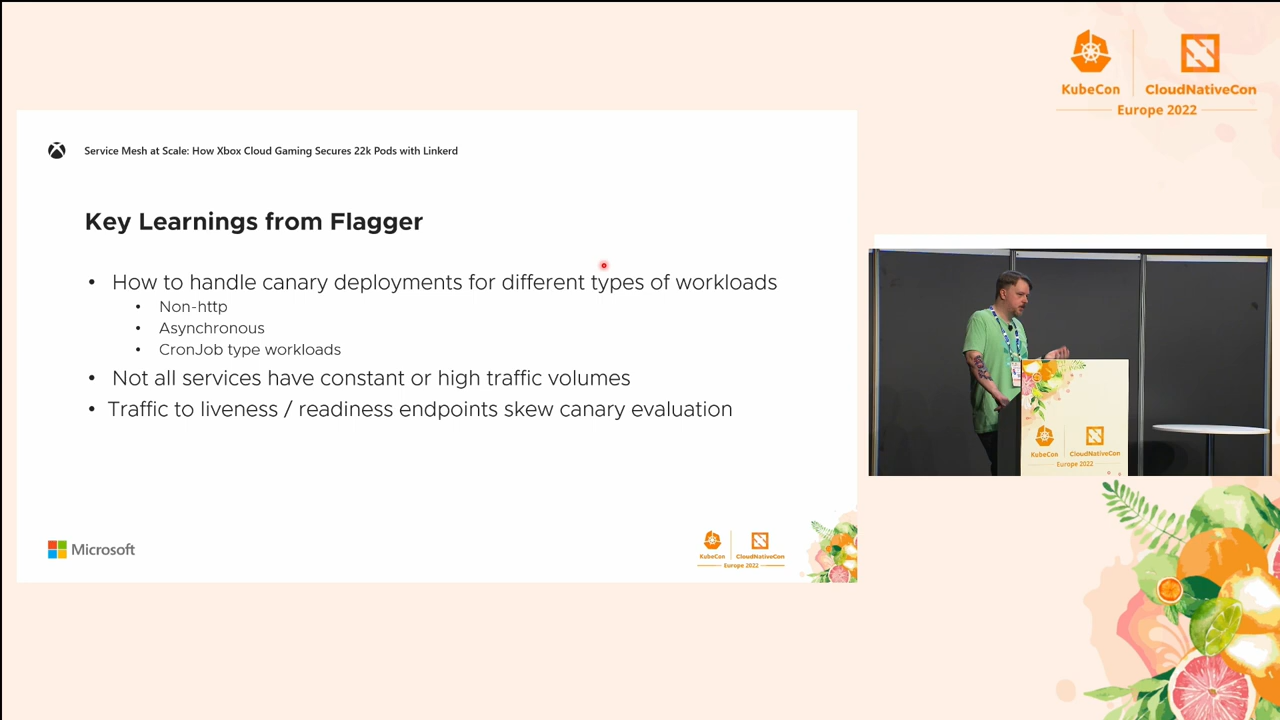 KubeCon
CloudNativeCon
Europe 2022
Service Mesh at Scale: How Xbox Cloud Gaming Secures 22k Pods with Linkerd
Key Learnings from Flagger
• How to handle canary deployments for different types of workloads
• Non-http
• Asynchronous
• CronJob type workloads
• Not all services have constant or high traffic volumes
• Traffic to liveness / readiness endpoints skew canary evaluation
Microsoft
KubeCon
CloudNativeCon
Europe 2022
KubeCon
CloudNativeCon
Europe 2022